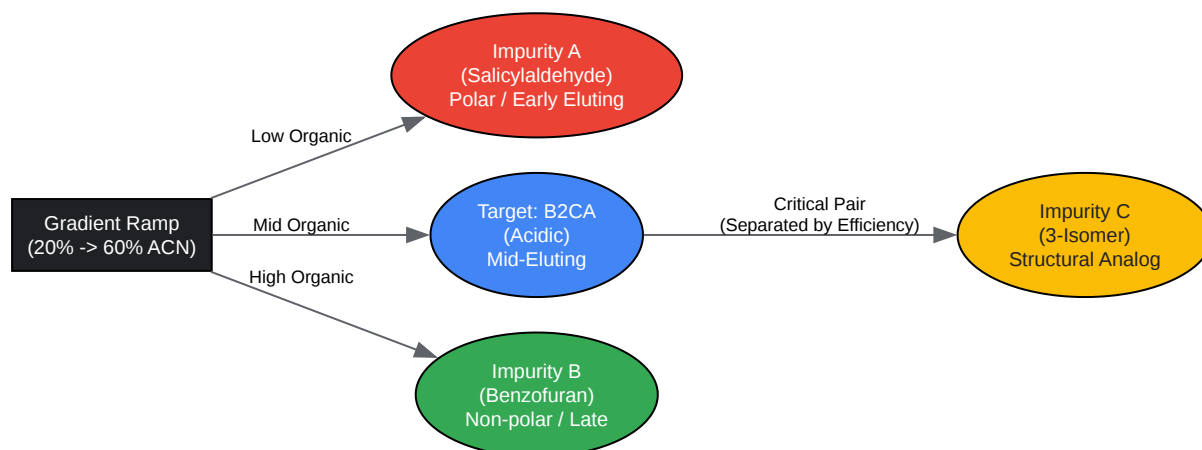 Impurity A
(Salicylaldehyde)
Polar / Early Eluting
Low Organic
Gradient Ramp
(20% -> 60% ACN)
Mid Organic
Target: B2CA
(Acidic)
Mid-Eluting
Critical Pair
(Separated by Efficiency)
Impurity C
(3-Isomer)
Structural Analog
High Organic
Impurity B
(Benzofuran)
Non-polar / Late